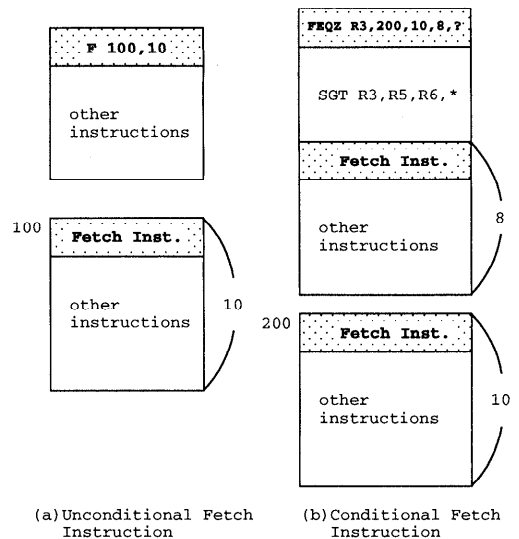 F 100,10
other
instructions
100
Fetch Inst.
other
instructions
10
(a)Unconditional Fetch
Instruction
FEQZ R3,200,10,8,?
SGT R3,R5,R6,*
Fetch Inst.
other
instructions
8
200
Fetch Inst.
other
instructions
10
(b)Conditional Fetch
Instruction